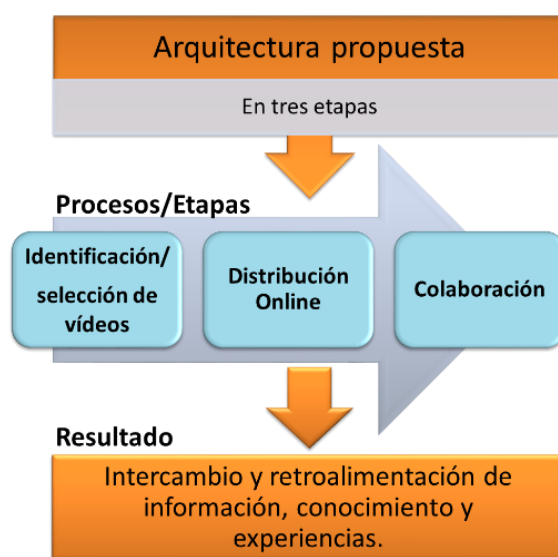 Arquitectura propuesta
En tres etapas
Procesos/Etapas
Identificación/
selección de
vídeos
Distribución
Online
Colaboración
Resultado
Intercambio y retroalimentación de
información, conocimiento y
experiencias.